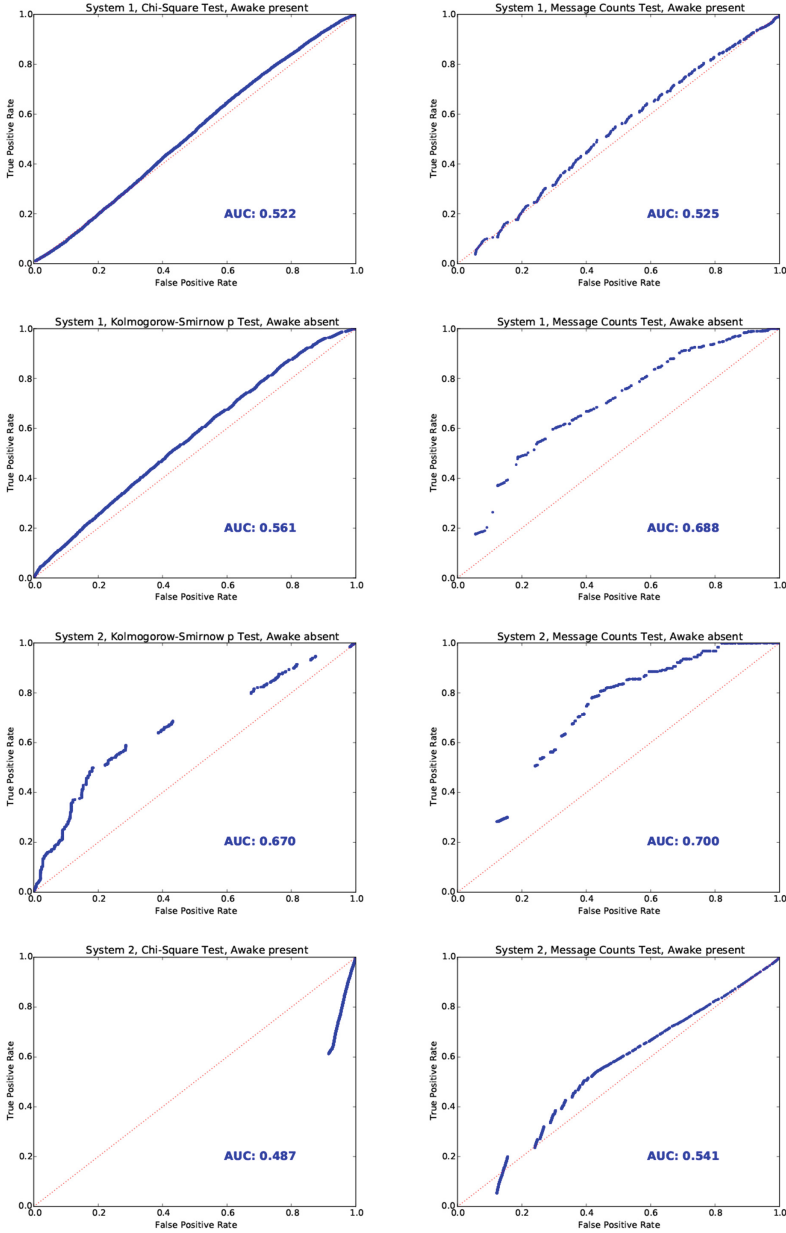 System 1, Chi-Square Test, Awake present
1.0
0.8
0.6
0.4
0.2
0.0
True Positive Rate
AUC: 0.522
0.0 0.2 0.4 0.6 0.8 1.0
False Positive Rate
System 1, Message Counts Test, Awake present
1.0
0.8
0.6
0.4
0.2
0.0
True Positive Rate
AUC: 0.525
0.0 0.2 0.4 0.6 0.8 1.0
False Positive Rate
System 1, Kolmogorow-Smirnow p Test, Awake absent
1.0
0.8
0.6
0.4
0.2
0.0
True Positive Rate
AUC: 0.561
0.0 0.2 0.4 0.6 0.8 1.0
False Positive Rate
System 1, Message Counts Test, Awake absent
1.0
0.8
0.6
0.4
0.2
0.0
True Positive Rate
AUC: 0.688
0.0 0.2 0.4 0.6 0.8 1.0
False Positive Rate
System 2, Kolmogorow-Smirnow p Test, Awake absent
1.0
0.8
0.6
0.4
0.2
0.0
True Positive Rate
AUC: 0.670
0.0 0.2 0.4 0.6 0.8 1.0
False Positive Rate
System 2, Message Counts Test, Awake absent
1.0
0.8
0.6
0.4
0.2
0.0
True Positive Rate
AUC: 0.700
0.0 0.2 0.4 0.6 0.8 1.0
False Positive Rate
System 2, Chi-Square Test, Awake present
1.0
0.8
0.6
0.4
0.2
0.0
True Positive Rate
AUC: 0.487
0.0 0.2 0.4 0.6 0.8 1.0
False Positive Rate
System 2, Message Counts Test, Awake present
1.0
0.8
0.6
0.4
0.2
0.0
True Positive Rate
AUC: 0.541
0.0 0.2 0.4 0.6 0.8 1.0
False Positive Rate